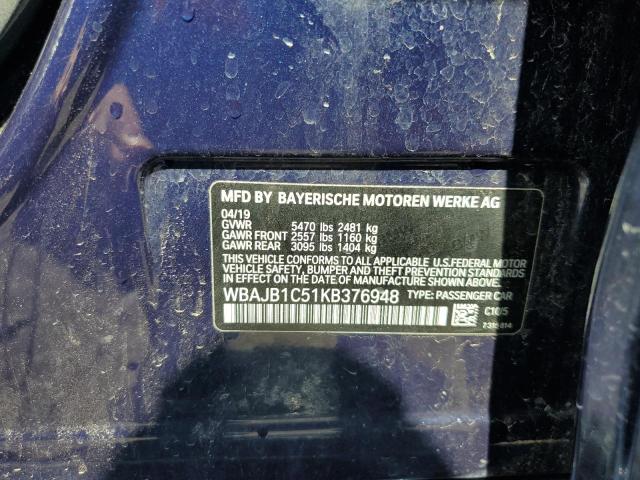 MFD BY BAYERISCHE MOTOREN WERKE AG
04/19
GVWR 5470 lbs 2481 kg
GAWR FRONT 2557 lbs 1160 kg
GAWR REAR 3095 lbs 1404 kg
THIS VEHICLE CONFORMS TO ALL APPLICABLE U.S.FEDERAL MOTOR
VEHICLE SAFETY, BUMPER AND THEFT PREVENTION STANDARDS
IN EFFECT ON THE DATE OF MANUFACTURE SHOWN ABOVE.
WBAJB1C51KB376948 TYPE: PASSENGER CAR
C10/5